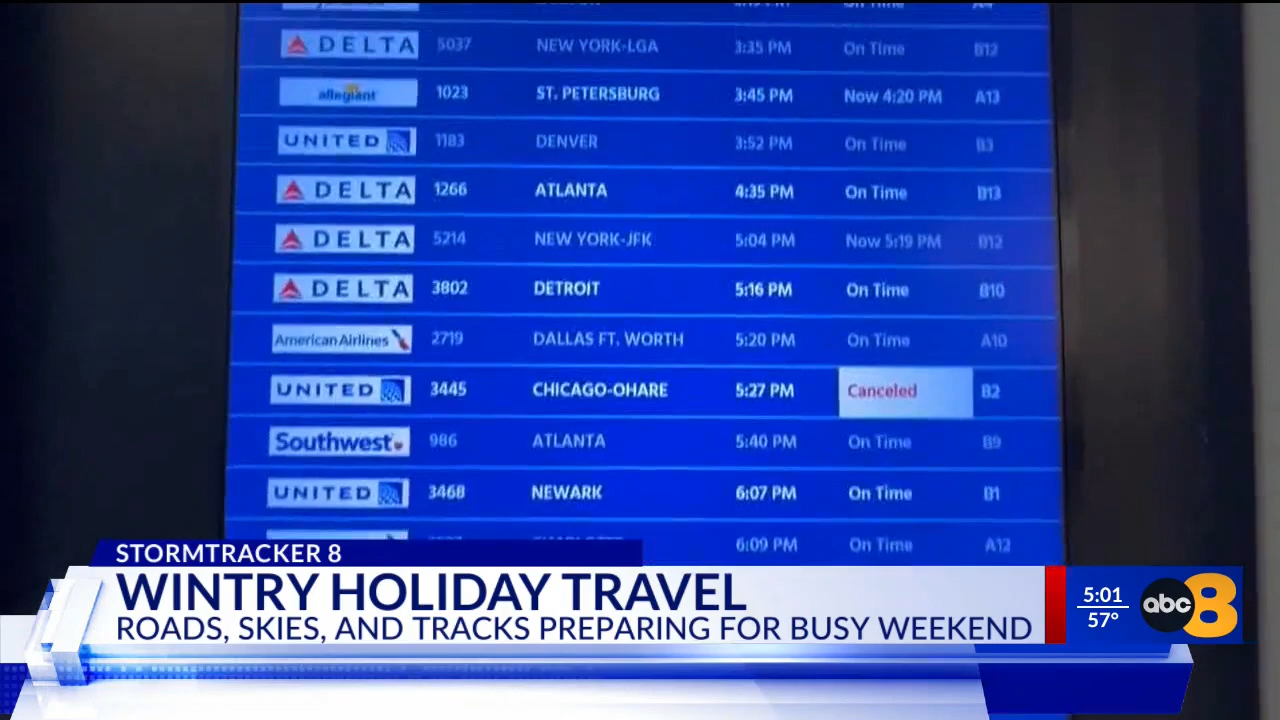 On Time A4
DELTA 5037 NEW YORK-LGA 3:35 PM On Time B12
allegiant 1023 ST. PETERSBURG 3:45 PM Now 4:20 PM A13
UNITED 1183 DENVER 3:52 PM On Time B3
DELTA 1266 ATLANTA 4:35 PM On Time B13
DELTA 5214 NEW YORK-JFK 5:04 PM Now 5:19 PM B12
DELTA 3802 DETROIT 5:16 PM On Time B10
American Airlines 2719 DALLAS FT. WORTH 5:20 PM On Time A10
UNITED 3445 CHICAGO-OHARE 5:27 PM Canceled B2
Southwest 986 ATLANTA 5:40 PM On Time B9
UNITED 3468 NEWARK 6:07 PM On Time B1
6:09 PM On Time A12
STORMTRACKER 8
WINTRY HOLIDAY TRAVEL
ROADS, SKIES, AND TRACKS PREPARING FOR BUSY WEEKEND
5:01
57°
abc 8